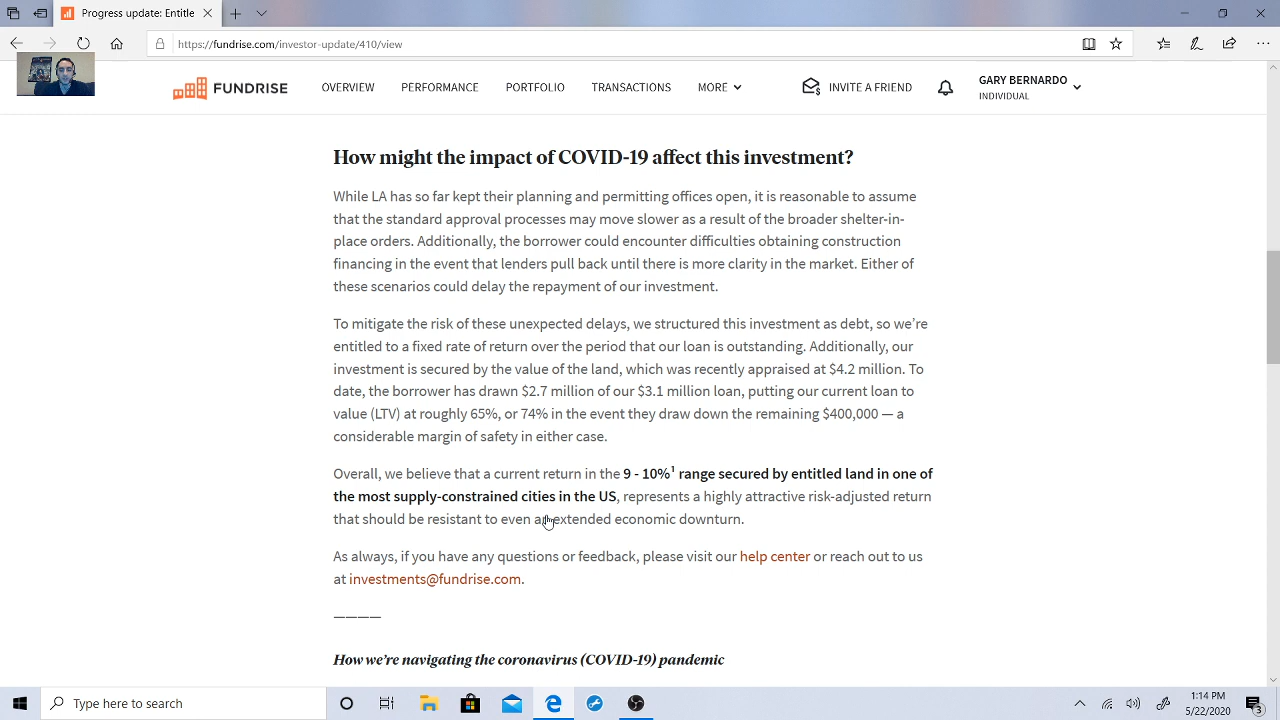 Progress update: Entitle
https://fundrise.com/investor-update/410/view
FUNDRISE
OVERVIEW
PERFORMANCE
PORTFOLIO
TRANSACTIONS
MORE
INVITE A FRIEND
GARY BERNARDO
INDIVIDUAL
How might the impact of COVID-19 affect this investment?
While LA has so far kept their planning and permitting offices open, it is reasonable to assume
that the standard approval processes may move slower as a result of the broader shelter-in-
place orders. Additionally, the borrower could encounter difficulties obtaining construction
financing in the event that lenders pull back until there is more clarity in the market. Either of
these scenarios could delay the repayment of our investment.
To mitigate the risk of these unexpected delays, we structured this investment as debt, so we're
entitled to a fixed rate of return over the period that our loan is outstanding. Additionally, our
investment is secured by the value of the land, which was recently appraised at $4.2 million. To
date, the borrower has drawn $2.7 million of our $3.1 million loan, putting our current loan to
value (LTV) at roughly 65%, or 74% in the event they draw down the remaining $400,000 — a
considerable margin of safety in either case.
Overall, we believe that a current return in the 9 - 10%¹ range secured by entitled land in one of
the most supply-constrained cities in the US, represents a highly attractive risk-adjusted return
that should be resistant to even an extended economic downturn.
As always, if you have any questions or feedback, please visit our help center or reach out to us
at investments@fundrise.com.
————
How we're navigating the coronavirus (COVID-19) pandemic
Type here to search
1:14 PM
5/22/2020
3